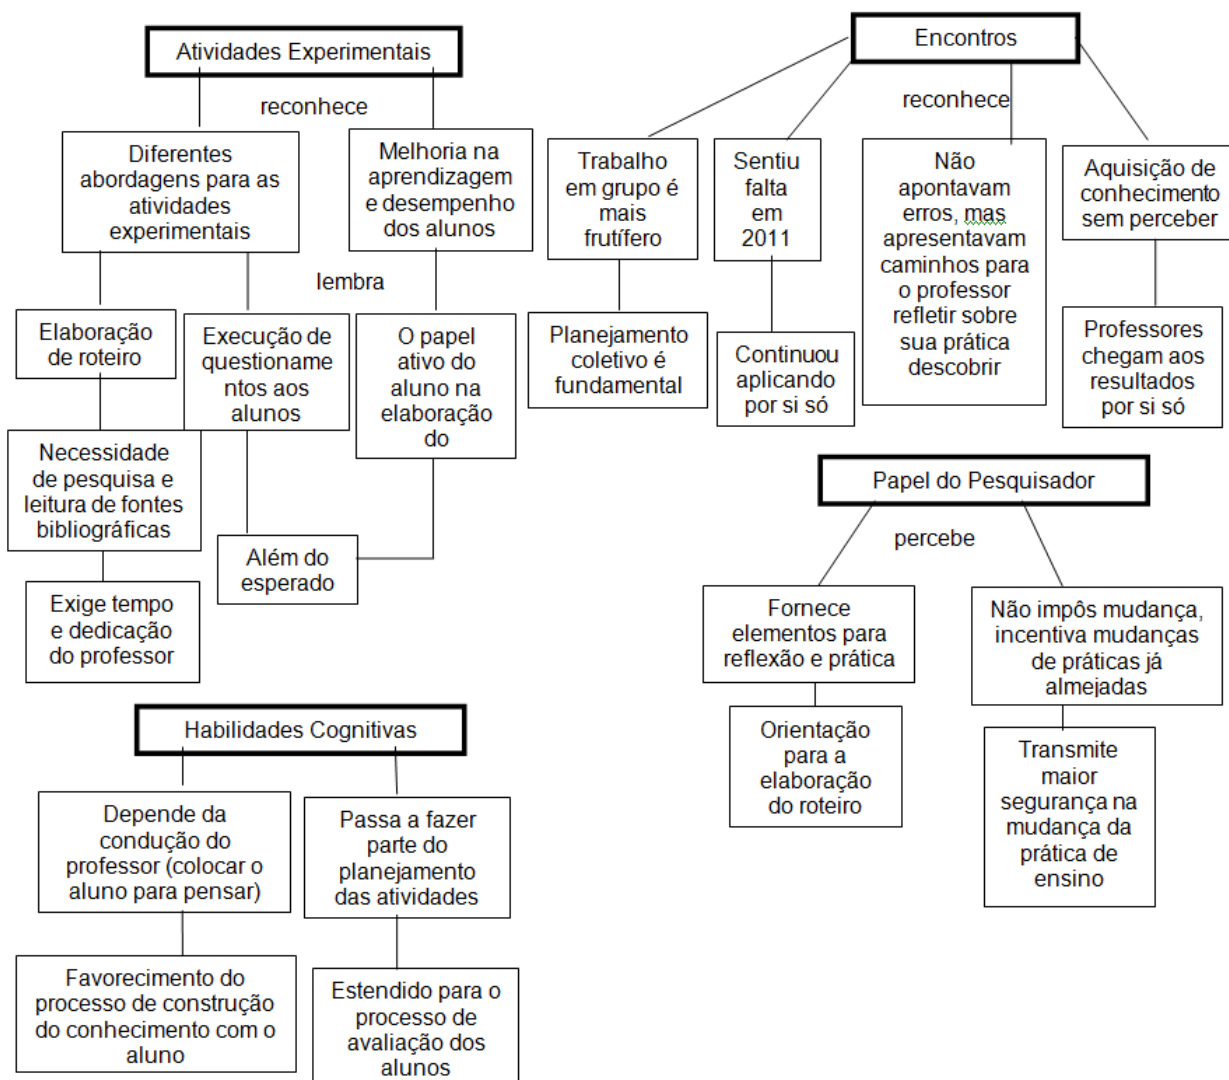 Atividades Experimentais
reconhece
Diferentes
abordagens para as
atividades
experimentais
Melhoria na
aprendizagem
e desempenho
dos alunos
lembra
Elaboração
de roteiro
Execução de
questioname
ntos aos
alunos
O papel
ativo do
aluno na
elaboração
do
Necessidade
de pesquisa e
leitura de fontes
bibliográficas
Além do
esperado
Exige tempo
e dedicação
do professor
Encontros
reconhece
Trabalho
em grupo é
mais
frutífero
Sentiu
falta
em
2011
Não
apontavam
erros, mas
apresentavam
caminhos para
o professor
refletir sobre
sua prática
descobrir
Aquisição de
conhecimento
sem perceber
Planejamento
coletivo é
fundamental
Continuou
aplicando
por si só
Professores
chegam aos
resultados
por si só
Papel do Pesquisador
percebe
Fornece
elementos para
reflexão e prática
Não impôs mudança,
incentiva mudanças
de práticas já
almejadas
Orientação
para a
elaboração
do roteiro
Transmite
maior
segurança na
mudança da
prática de
ensino
Habilidades Cognitivas
Depende da
condução do
professor (colocar o
aluno para pensar)
Passa a fazer
parte do
planejamento
das atividades
Favorecimento do
processo de construção
do conhecimento com o
aluno
Estendido para o
processo de
avaliação dos
alunos